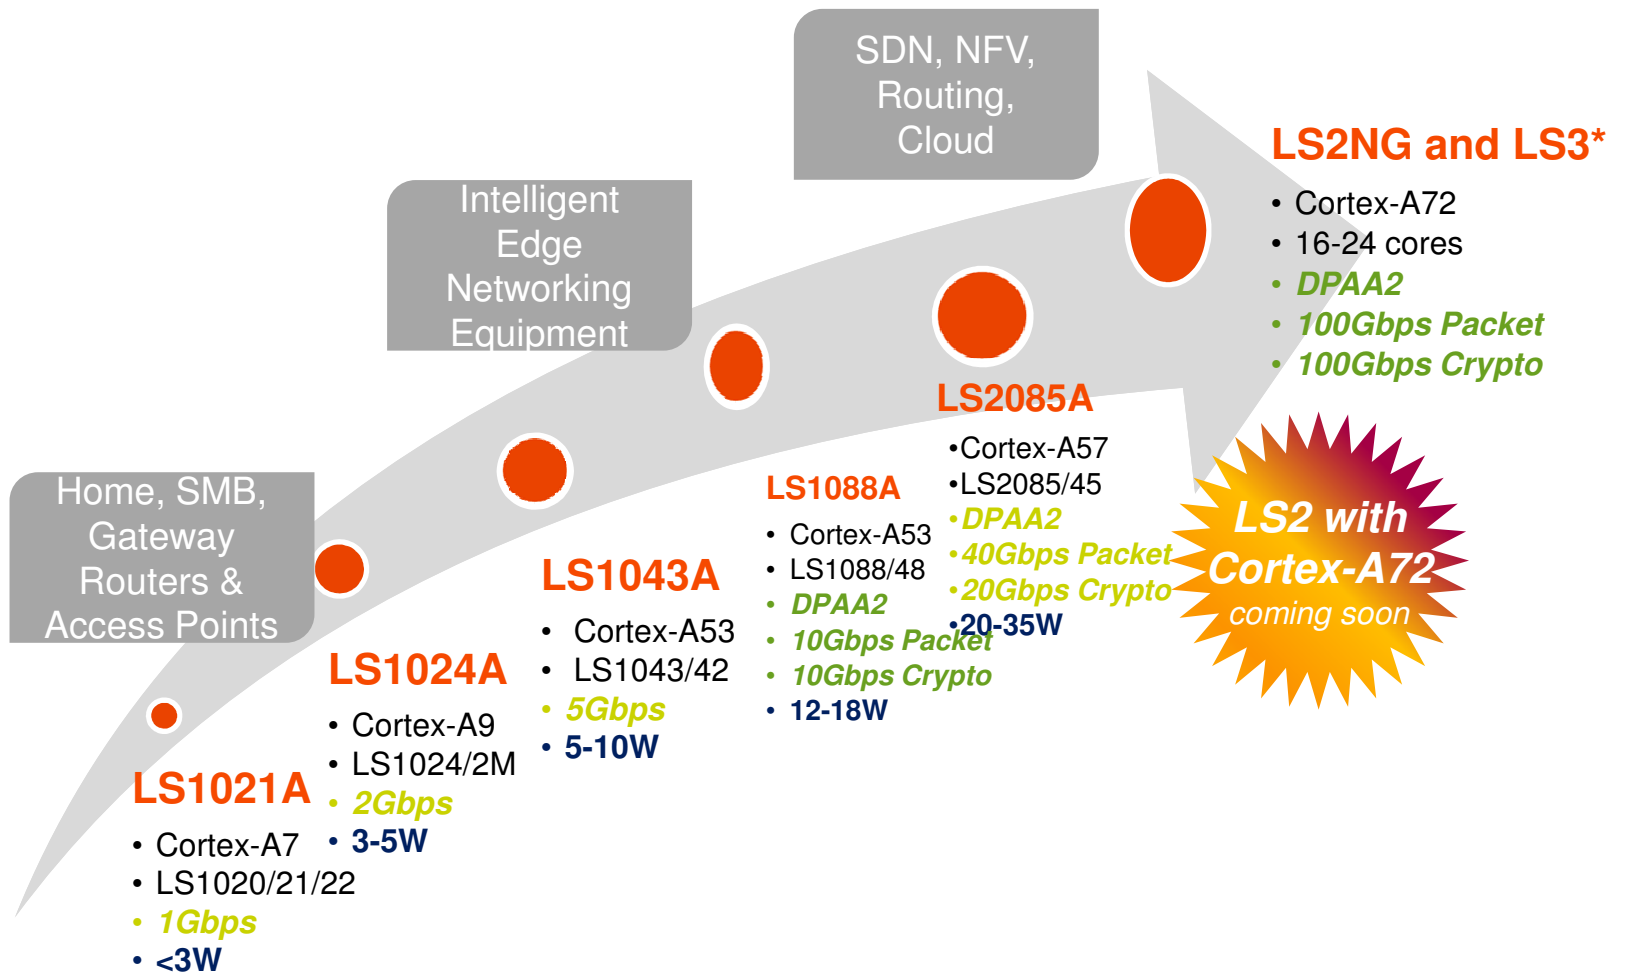 SDN, NFV,
Routing,
Cloud
Intelligent
Edge
Networking
Equipment
Home, SMB,
Gateway
Routers &
Access Points
LS1021A
• Cortex-A7
• LS1020/21/22
• 1Gbps
• <3W
LS1024A
• Cortex-A9
• LS1024/2M
• 2Gbps
• 3-5W
LS1043A
• Cortex-A53
• LS1043/42
• 5Gbps
• 5-10W
LS1088A
• Cortex-A53
• LS1088/48
• DPAA2
• 10Gbps Packet
• 10Gbps Crypto
• 12-18W
LS2085A
•Cortex-A57
•LS2085/45
•DPAA2
•40Gbps Packet
•20Gbps Crypto
•20-35W
LS2NG and LS3*
• Cortex-A72
• 16-24 cores
• DPAA2
• 100Gbps Packet
• 100Gbps Crypto
LS2 with
Cortex-A72
coming soon